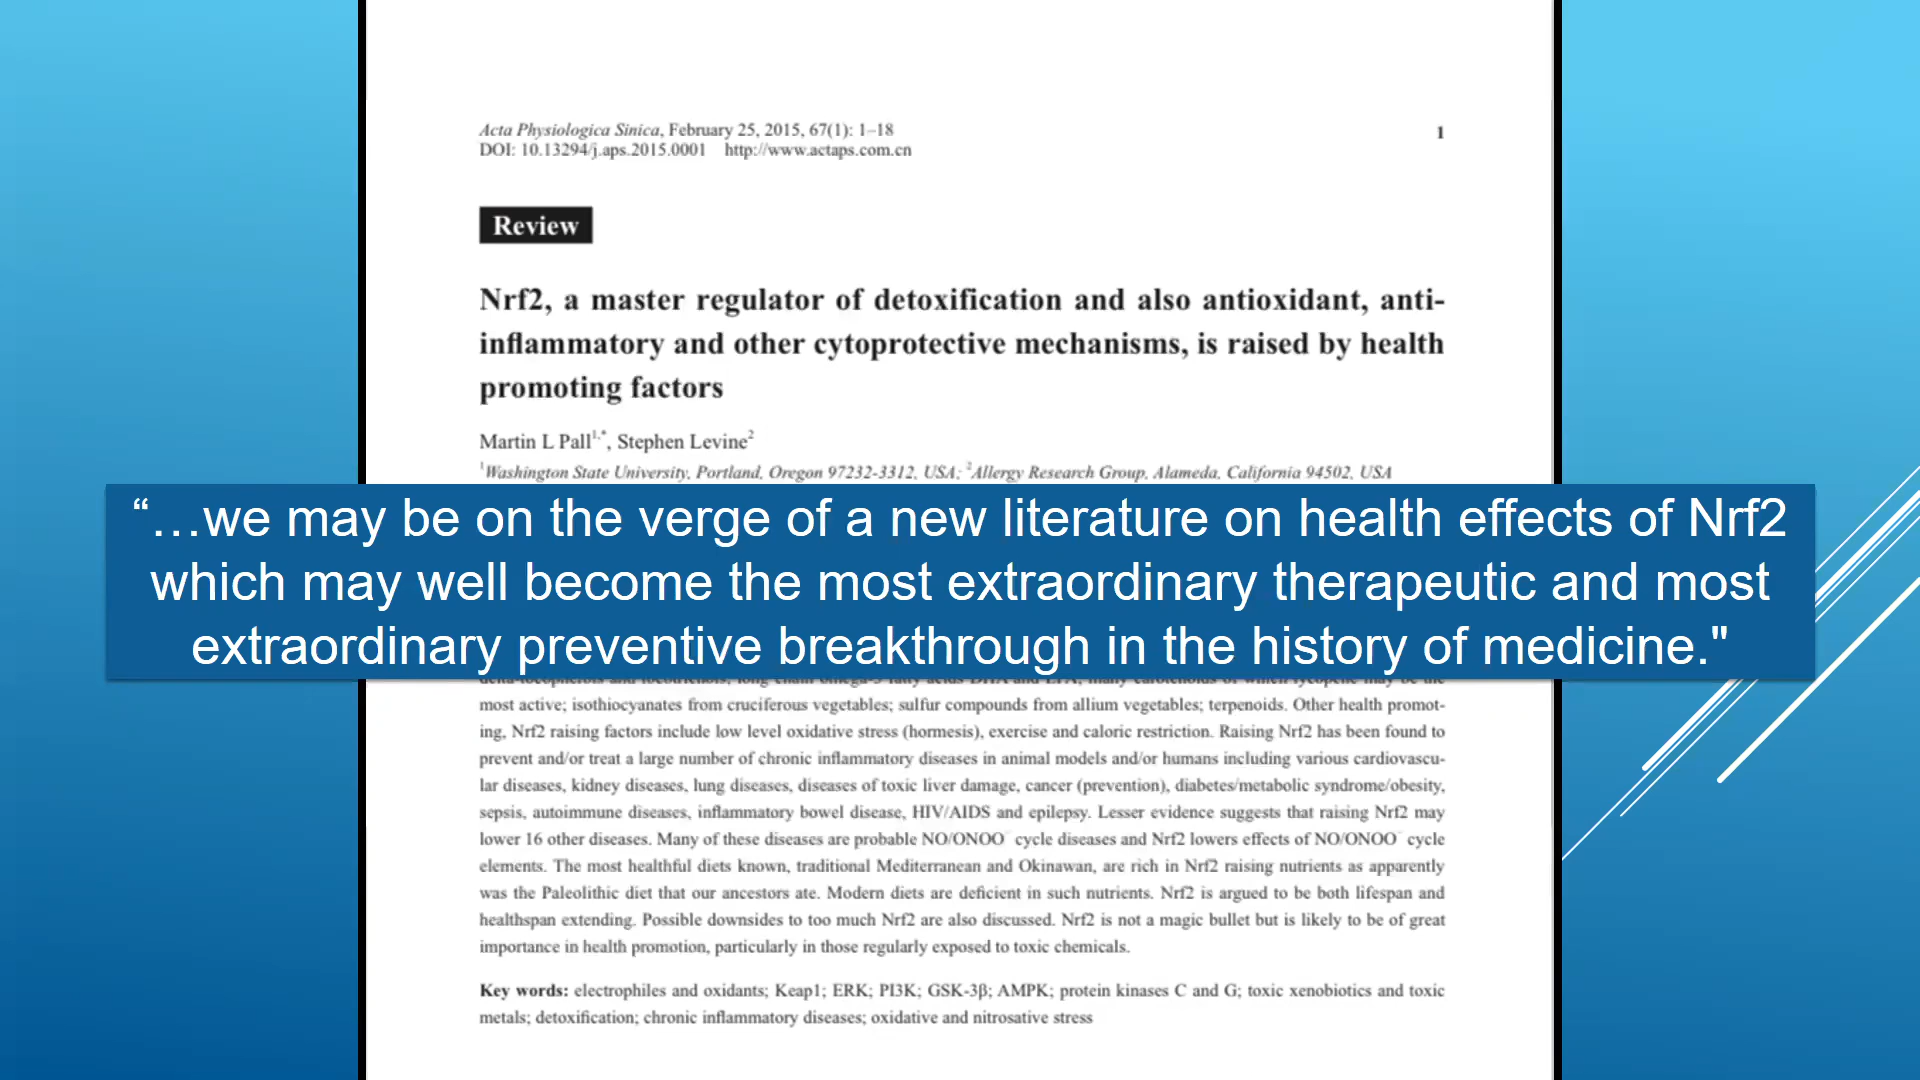 Acta Physiologica Sinica, February 25, 2015, 67(1): 1–18
1
DOI: 10.13294/j.aps.2015.0001 http://www.actaps.com.cn
Review
Nrf2, a master regulator of detoxification and also antioxidant, anti-
inflammatory and other cytoprotective mechanisms, is raised by health
promoting factors
Martin L Pall1,*, Stephen Levine2
1Washington State University, Portland, Oregon 97232-3312, USA; 2Allergy Research Group, Alameda, California 94502, USA
“…we may be on the verge of a new literature on health effects of Nrf2
which may well become the most extraordinary therapeutic and most
extraordinary preventive breakthrough in the history of medicine."
most active; isothiocyanates from cruciferous vegetables; sulfur compounds from allium vegetables; terpenoids. Other health promot-
ing, Nrf2 raising factors include low level oxidative stress (hormesis), exercise and caloric restriction. Raising Nrf2 has been found to
prevent and/or treat a large number of chronic inflammatory diseases in animal models and/or humans including various cardiovascu-
lar diseases, kidney diseases, lung diseases, diseases of toxic liver damage, cancer (prevention), diabetes/metabolic syndrome/obesity,
sepsis, autoimmune diseases, inflammatory bowel disease, HIV/AIDS and epilepsy. Lesser evidence suggests that raising Nrf2 may
lower 16 other diseases. Many of these diseases are probable NO/ONOO⁻ cycle diseases and Nrf2 lowers effects of NO/ONOO⁻ cycle
elements. The most healthful diets known, traditional Mediterranean and Okinawan, are rich in Nrf2 raising nutrients as apparently
was the Paleolithic diet that our ancestors ate. Modern diets are deficient in such nutrients. Nrf2 is argued to be both lifespan and
healthspan extending. Possible downsides to too much Nrf2 are also discussed. Nrf2 is not a magic bullet but is likely to be of great
importance in health promotion, particularly in those regularly exposed to toxic chemicals.
Key words: electrophiles and oxidants; Keap1; ERK; PI3K; GSK-3β; AMPK; protein kinases C and G; toxic xenobiotics and toxic
metals; detoxification; chronic inflammatory diseases; oxidative and nitrosative stress